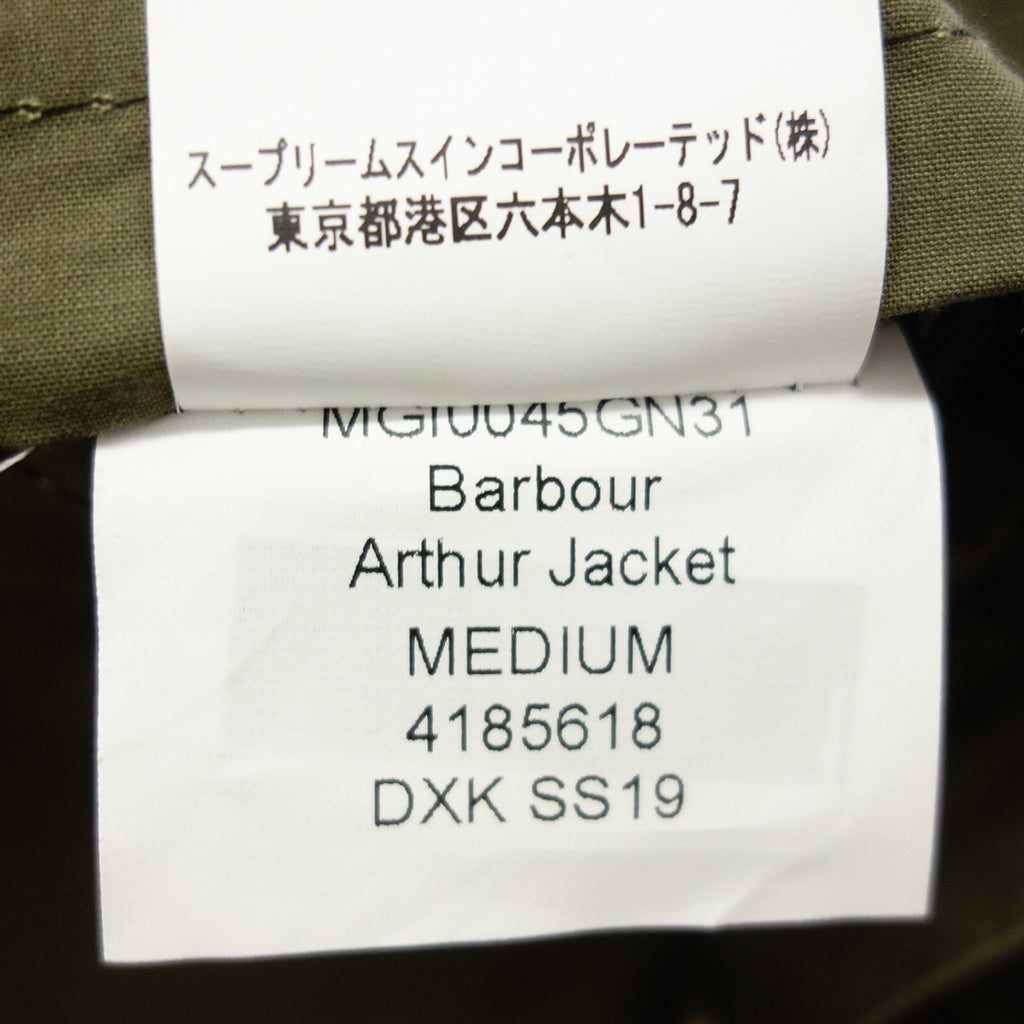 スープリームスインコーポレーテッド(株)
東京都港区六本木1-8-7
MGI0045GN31
Barbour
Arthur Jacket
MEDIUM
4185618
DXK SS19